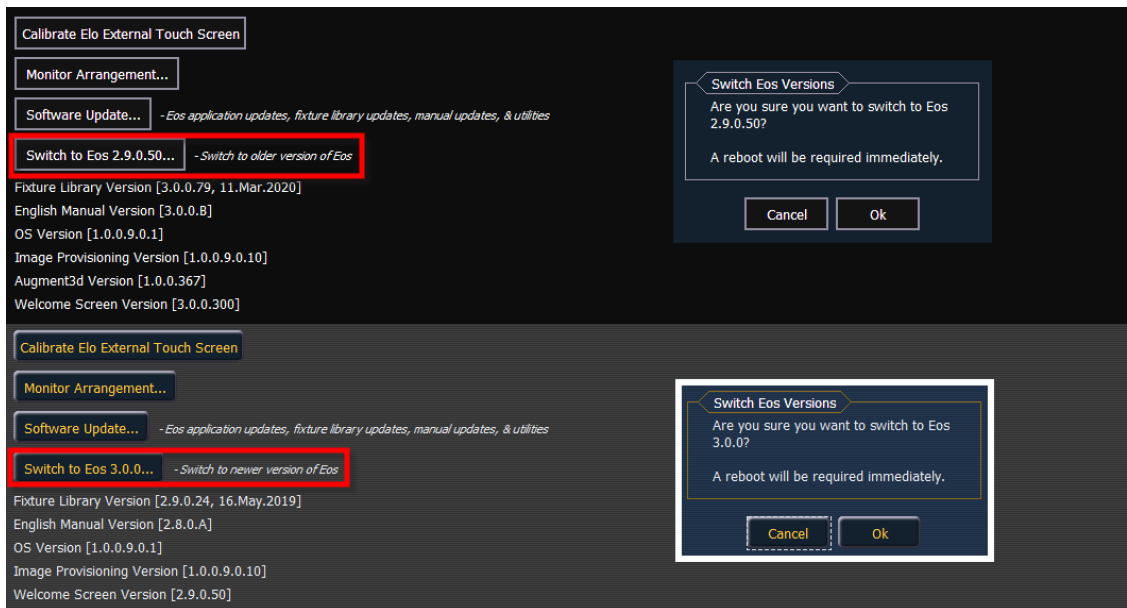 Calibrate Elo External Touch Screen
Monitor Arrangement...
Software Update... - Eos application updates, fixture library updates, manual updates, & utilities
Switch to Eos 2.9.0.50... - Switch to older version of Eos
Fixture Library Version [3.0.0.79, 11.Mar.2020]
English Manual Version [3.0.0.B]
OS Version [1.0.0.9.0.1]
Image Provisioning Version [1.0.0.9.0.10]
Augment3d Version [1.0.0.367]
Welcome Screen Version [3.0.0.300]
Switch Eos Versions
Are you sure you want to switch to Eos
2.9.0.50?
A reboot will be required immediately.
Cancel Ok
Calibrate Elo External Touch Screen
Monitor Arrangement...
Software Update... - Eos application updates, fixture library updates, manual updates, & utilities
Switch to Eos 3.0.0... - Switch to newer version of Eos
Fixture Library Version [2.9.0.24, 16.May.2019]
English Manual Version [2.8.0.A]
OS Version [1.0.0.9.0.1]
Image Provisioning Version [1.0.0.9.0.10]
Welcome Screen Version [2.9.0.50]
Switch Eos Versions
Are you sure you want to switch to Eos
3.0.0?
A reboot will be required immediately.
Cancel Ok